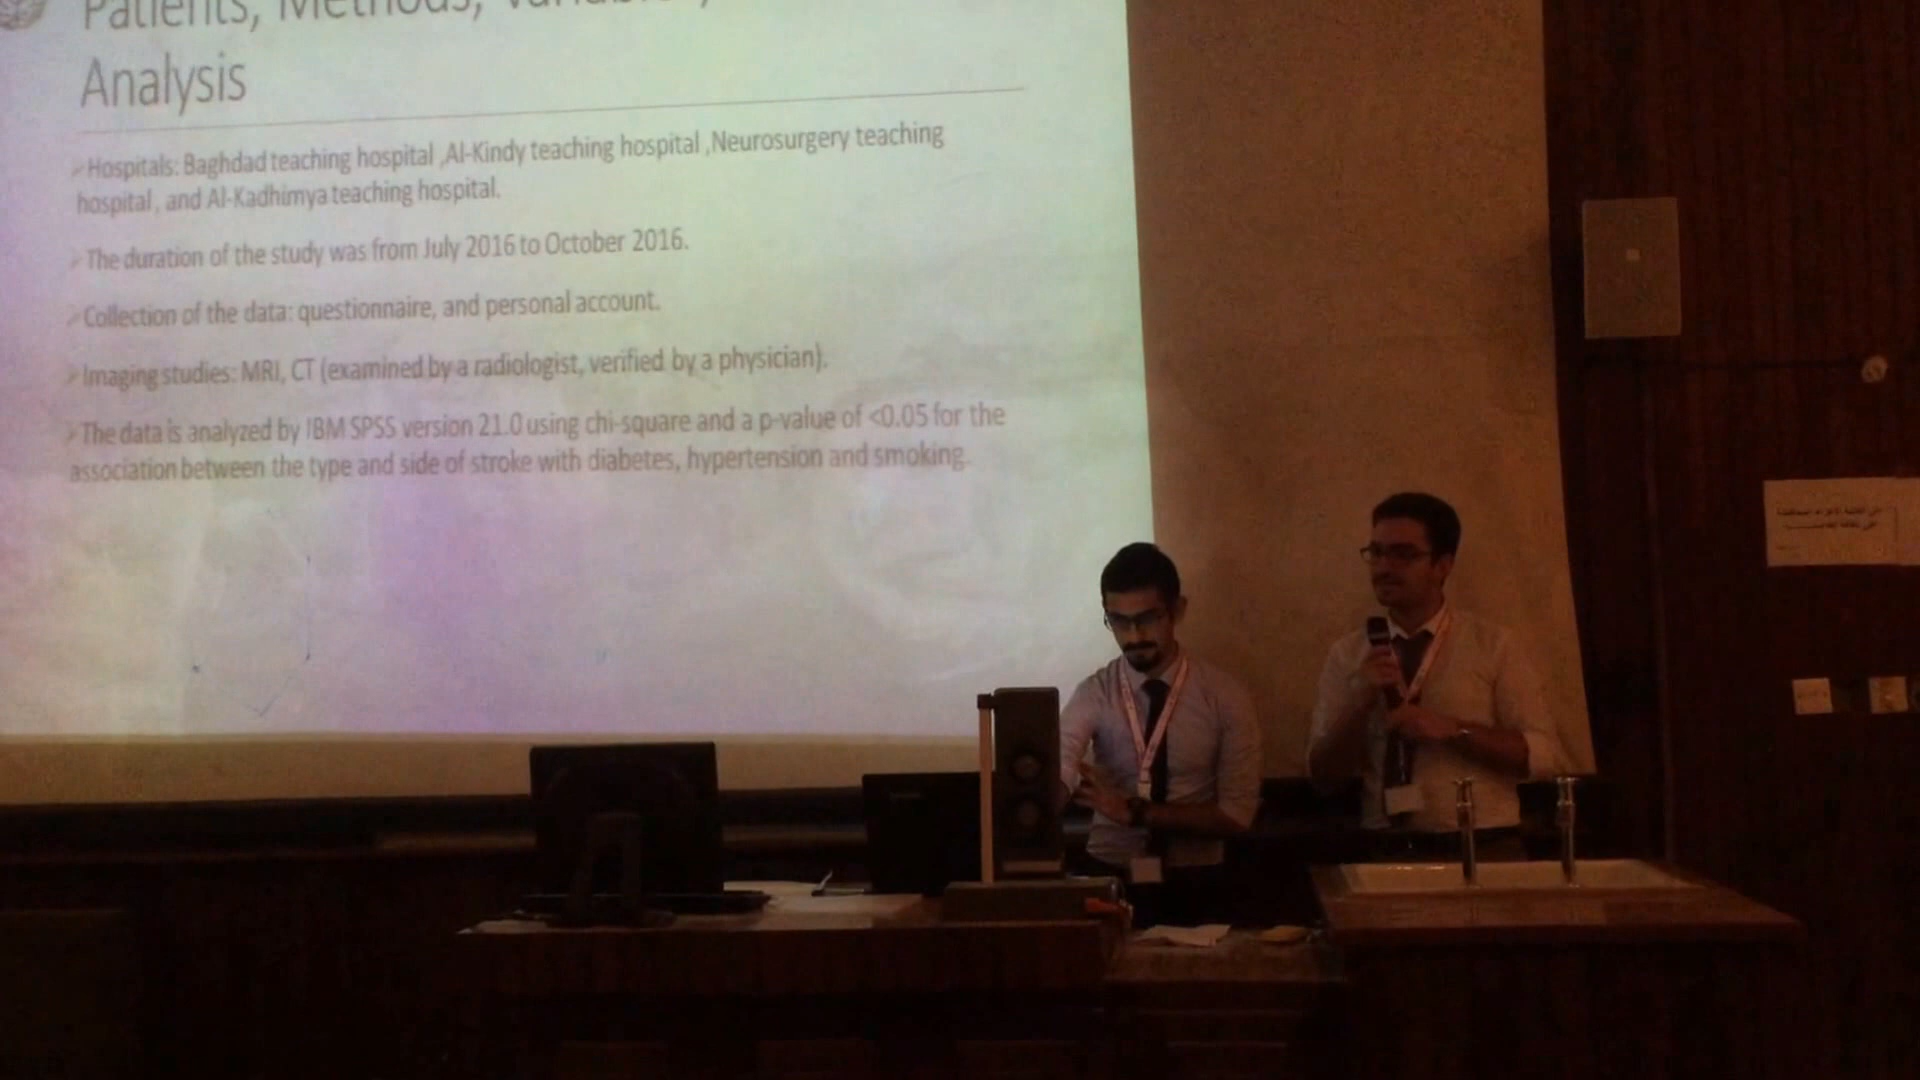 Patients, Methods,
Analysis
Hospitals: Baghdad teaching hospital ,Al-Kindy teaching hospital ,Neurosurgery teaching
hospital , and Al-Kadhimya teaching hospital.
The duration of the study was from July 2016 to October 2016.
Collection of the data: questionnaire, and personal account.
Imaging studies: MRI, CT (examined by a radiologist, verified by a physician).
The data is analyzed by IBM SPSS version 21.0 using chi-square and a p-value of <0.05 for the
association between the type and side of stroke with diabetes, hypertension and smoking.